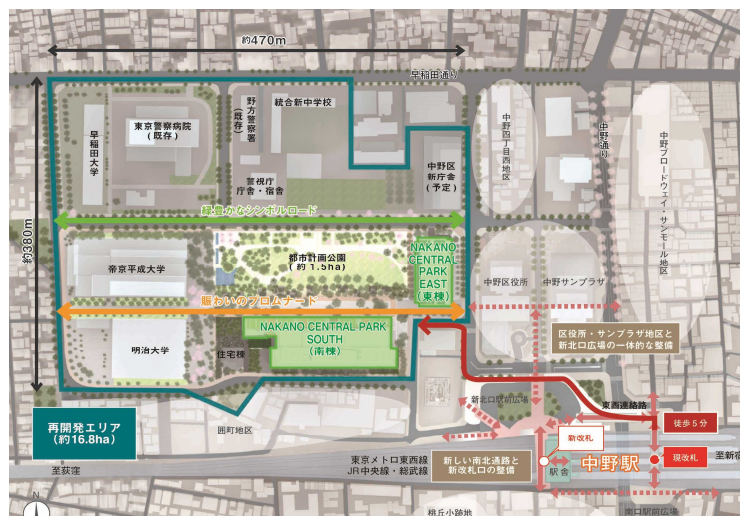 約470m
早稲田通り
約380m
早稲田大学
東京警察病院
(既存)
野方警察署
(既存)
統合新中学校
警視庁
庁舎・宿舎
中野区
新庁舎
(予定)
中野四丁目西地区
中野通り
中野ブロードウェイ・サンモール地区
緑豊かなシンボルロード
帝京平成大学
都市計画公園
(約1.5ha)
NAKANO
CENTRAL
PARK
EAST
(東棟)
中野区役所
中野サンプラザ
賑わいのプロムナード
明治大学
住宅棟
NAKANO CENTRAL PARK
SOUTH
(南棟)
区役所・サンプラザ地区と
新北口広場の一体的な整備
新北口駅前広場
東西連絡路
徒歩5分
再開発エリア
(約16.8ha)
囲町地区
新改札
現改札
至荻窪
東京メトロ東西線
JR中央線・総武線
新しい南北通路と
新改札口の整備
駅舎
中野駅
至新宿
N
桃丘小跡地
南口駅前広場